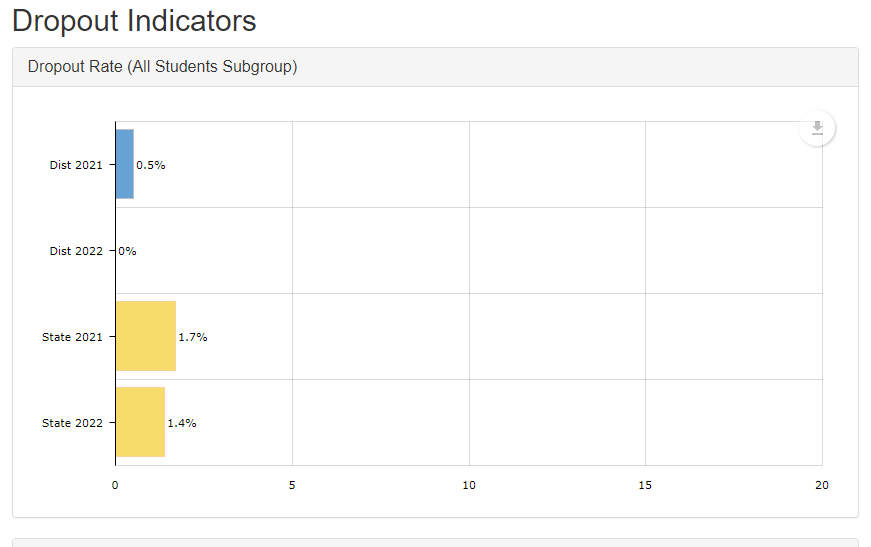 Dropout Indicators
Dropout Rate (All Students Subgroup)
Dist 2021 0.5%
Dist 2022 0%
State 2021 1.7%
State 2022 1.4%
0 5 10 15 20